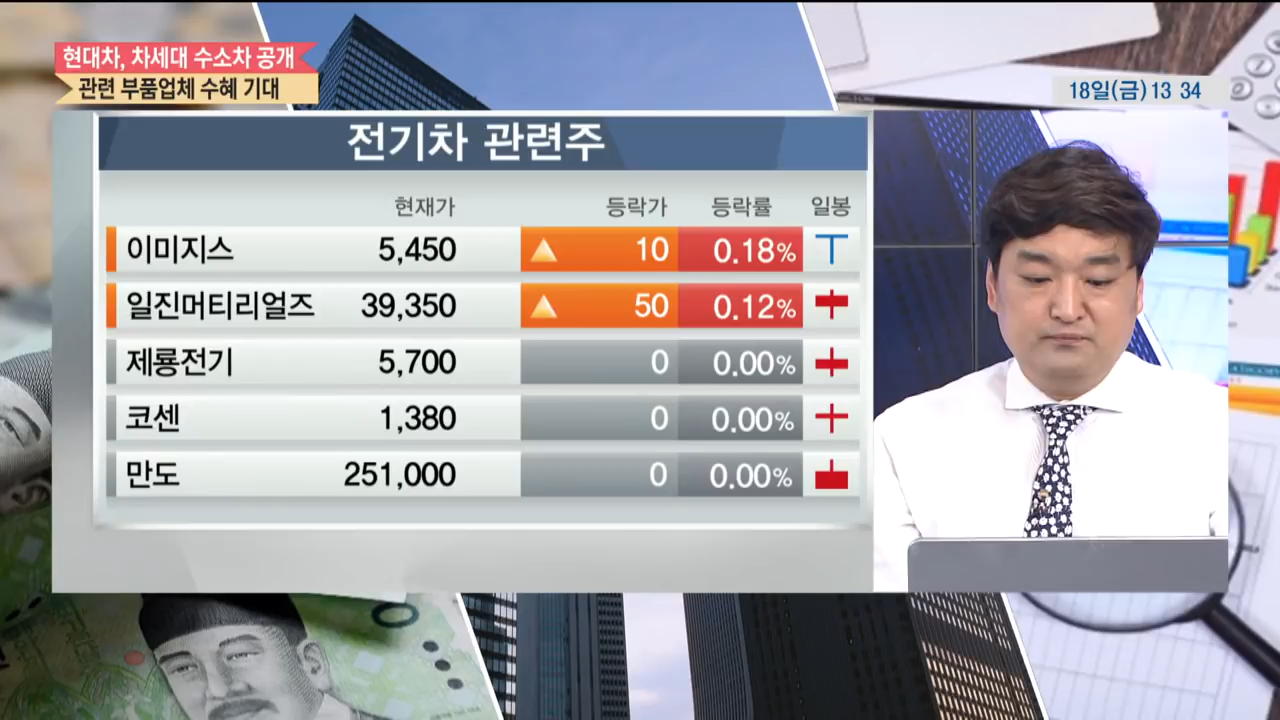 현대차, 차세대 수소차 공개
관련 부품업체 수혜 기대
18일(금) 13 34
전기차 관련주
현재가 등락가 등락률 일봉
이미지스 5,450 ▲ 10 0.18%
일진머티리얼즈 39,350 ▲ 50 0.12%
제룡전기 5,700 0 0.00%
코센 1,380 0 0.00%
만도 251,000 0 0.00%